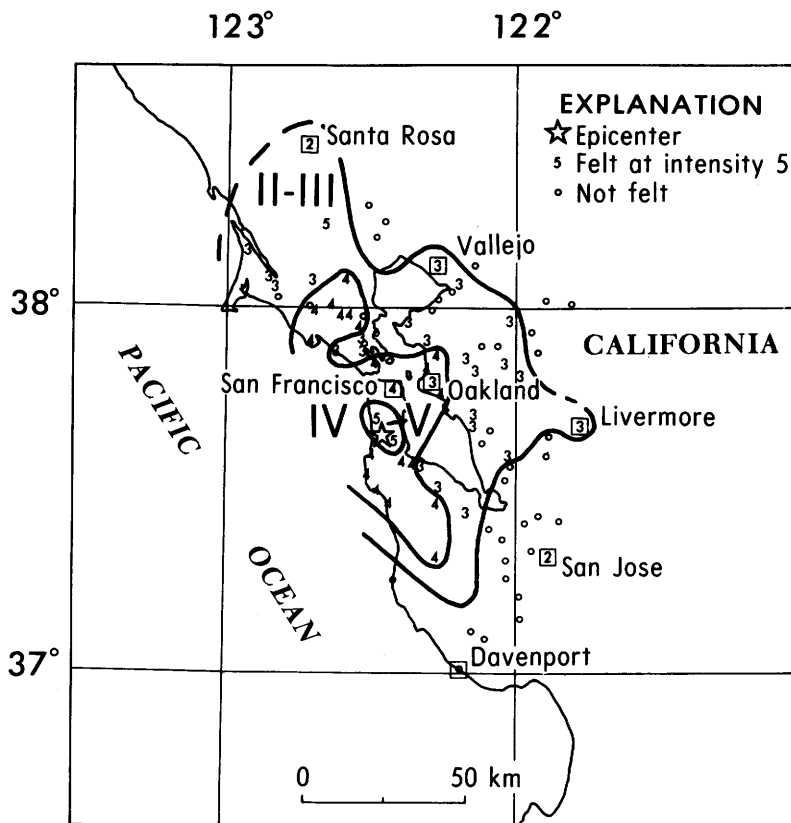 123° 122°
EXPLANATION
☆ Epicenter
5 Felt at intensity 5
○ Not felt
2 Santa Rosa
II-III
5
3 Vallejo
38°
CALIFORNIA
PACIFIC
San Francisco 4
3 Oakland
IV V
Livermore
3
OCEAN
2 San Jose
37°
Davenport
0 50 km